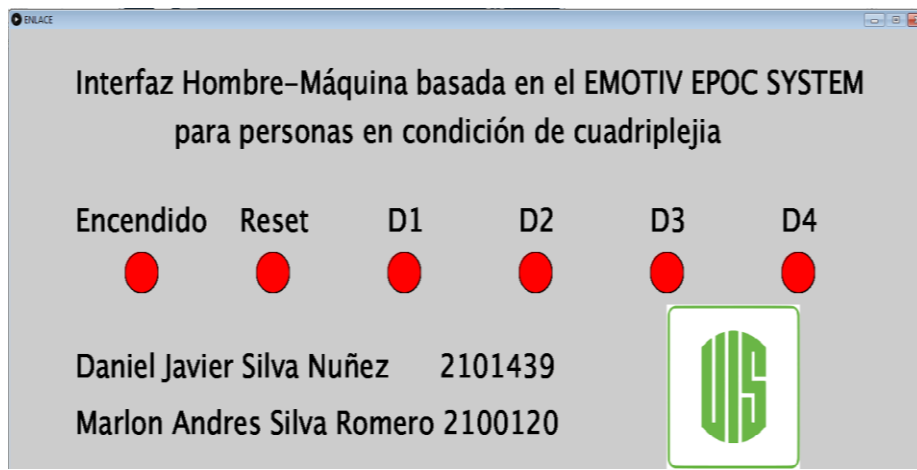 ENLACE
Interfaz Hombre-Máquina basada en el EMOTIV EPOC SYSTEM
para personas en condición de cuadriplejia
Encendido Reset D1 D2 D3 D4
Daniel Javier Silva Nuñez 2101439
Marlon Andres Silva Romero 2100120
UIS